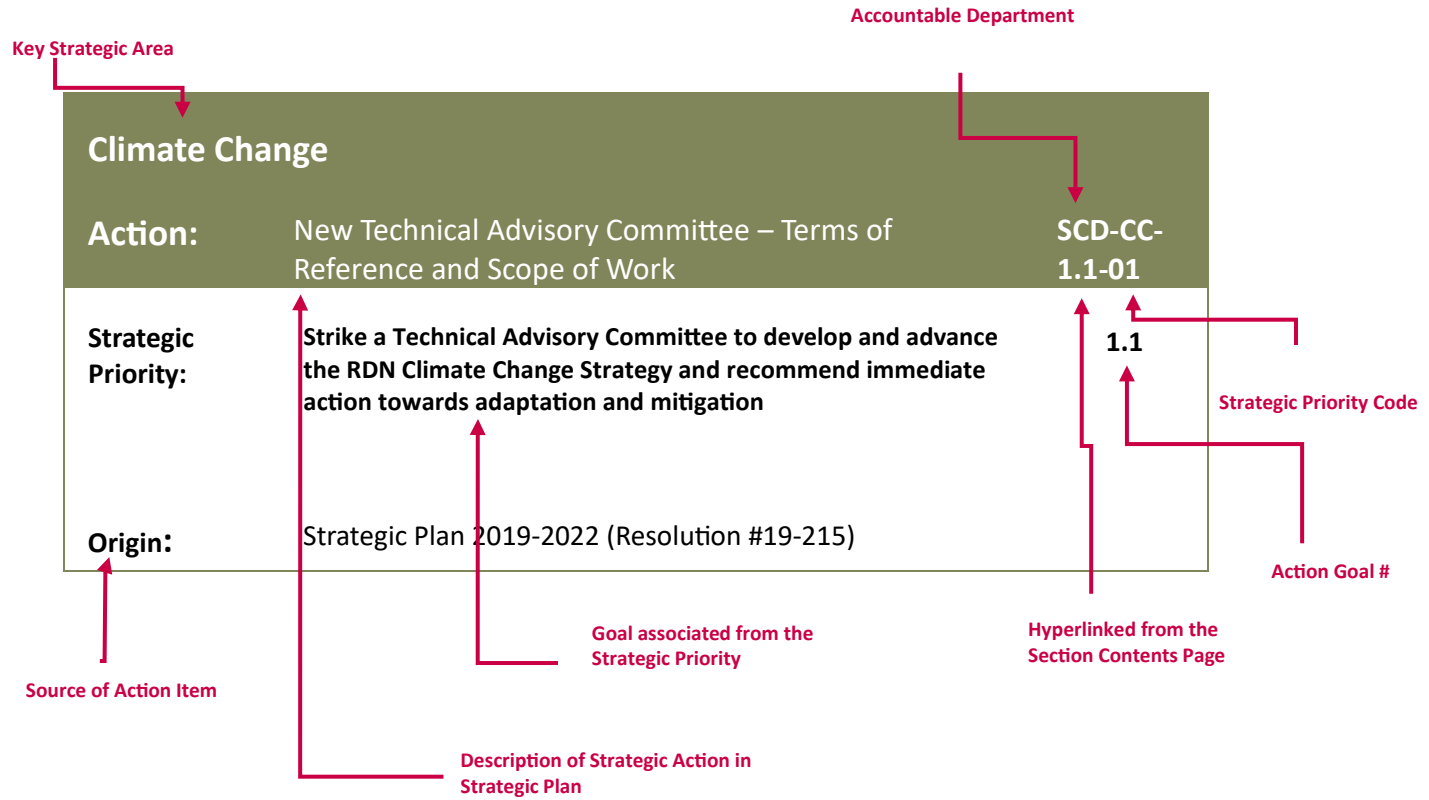 Accountable Department
Key Strategic Area
Climate Change
Action:
New Technical Advisory Committee – Terms of
Reference and Scope of Work
SCD-CC-
1.1-01
Strategic
Priority:
Strike a Technical Advisory Committee to develop and advance
the RDN Climate Change Strategy and recommend immediate
action towards adaptation and mitigation
1.1
Strategic Priority Code
Origin:
Strategic Plan 2019-2022 (Resolution #19-215)
Action Goal #
Goal associated from the
Strategic Priority
Hyperlinked from the
Section Contents Page
Source of Action Item
Description of Strategic Action in
Strategic Plan